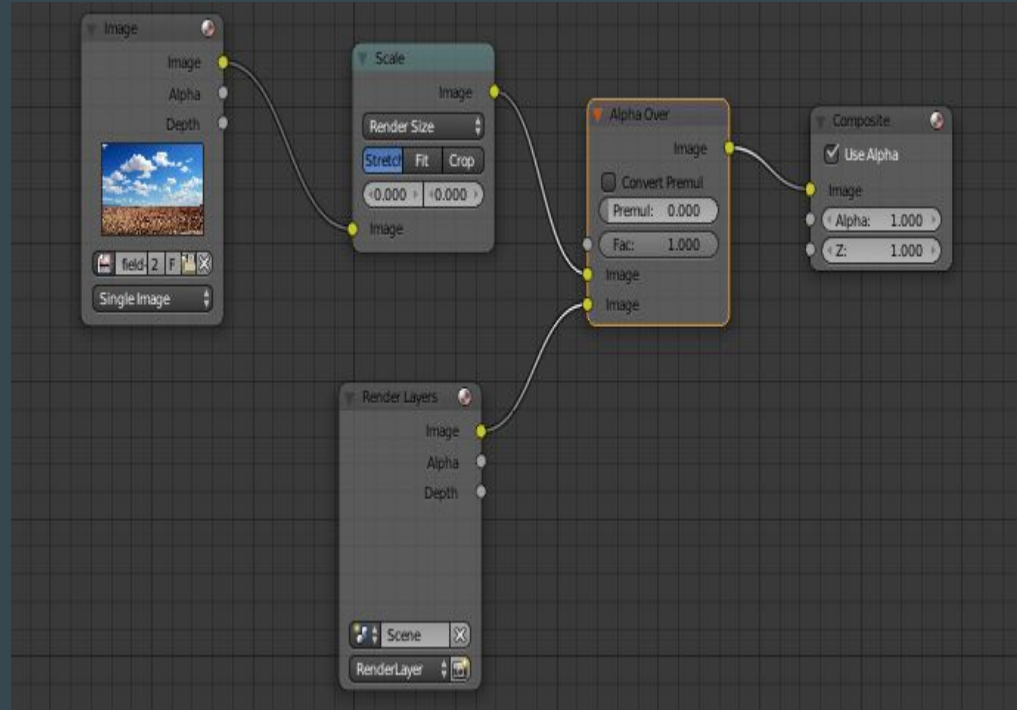 Image
Image
Alpha
Depth
field- 2 F
Single Image
Scale
Image
Render Size
Stretch Fit Crop
0.000 0.000
Image
Alpha Over
Image
Convert Premul
Premul: 0.000
Fac: 1.000
Image
Image
Composite
Use Alpha
Image
Alpha: 1.000
Z: 1.000
Render Layers
Image
Alpha
Depth
Scene
RenderLayer